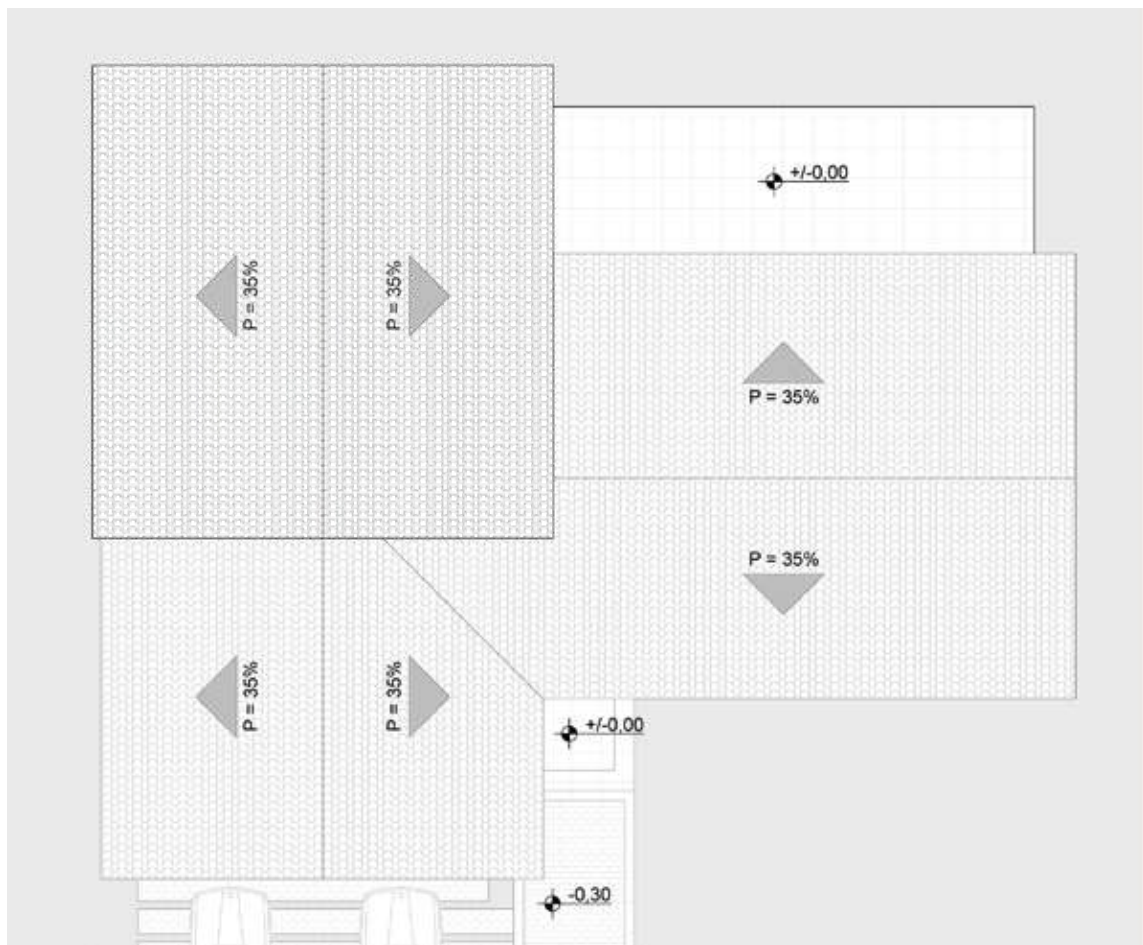 +/-0,00
P = 35%
P = 35%
P = 35%
P = 35%
P = 35%
P = 35%
+/-0,00
-0,30